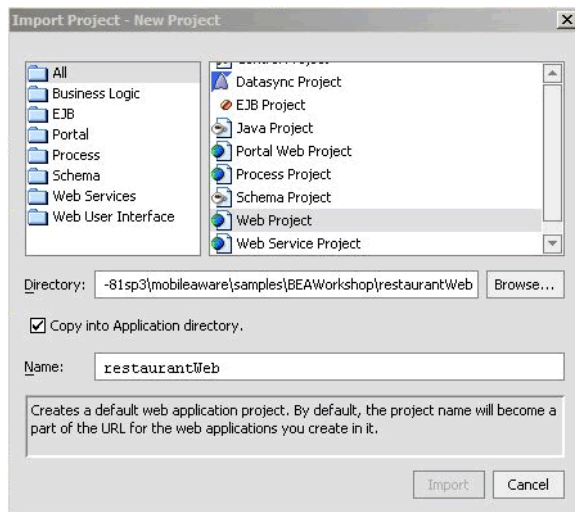 Import Project - New Project
All
Business Logic
EJB
Portal
Process
Schema
Web Services
Web User Interface
Datasync Project
EJB Project
Java Project
Portal Web Project
Process Project
Schema Project
Web Project
Web Service Project
Directory: -81sp3\mobileaware\samples\BEAWorkshop\restaurantWeb Browse...
Copy into Application directory.
Name: restaurantWeb
Creates a default web application project. By default, the project name will become a
part of the URL for the web applications you create in it.
Import Cancel